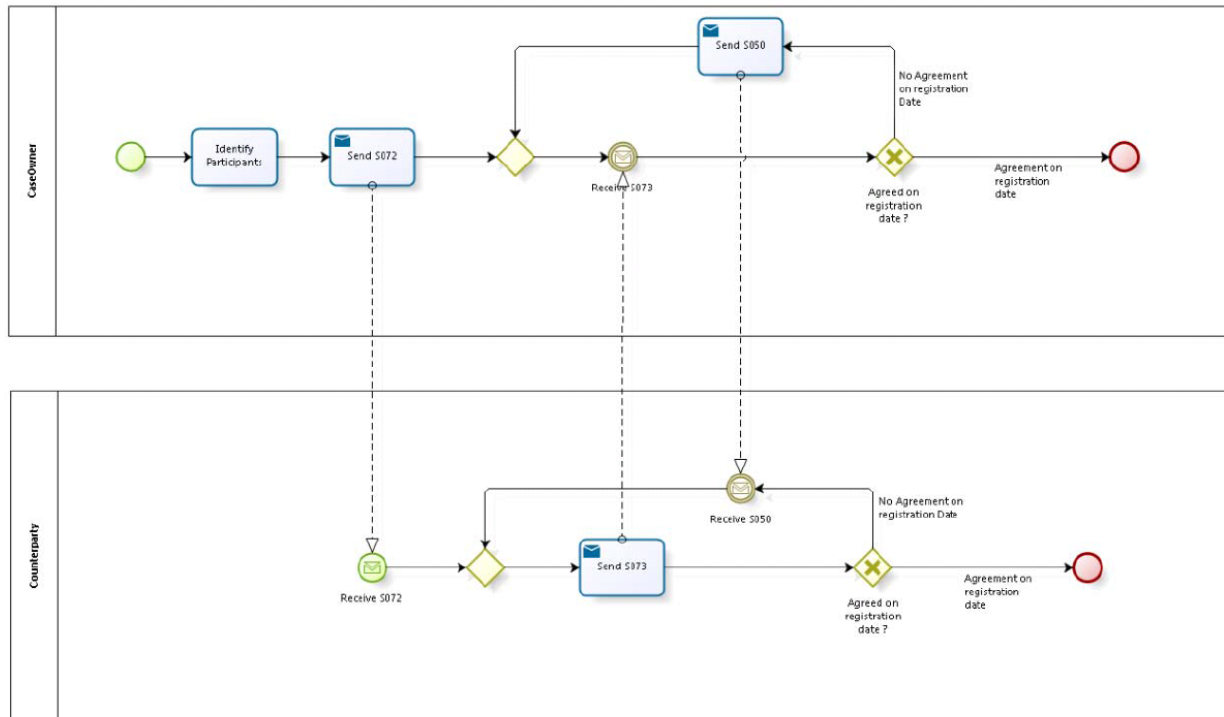 CaseOwner
Send S050
No Agreement
on registration
Date
Identify
Participants
Send S072
Receive S073
Agreed on
registration
date ?
Agreement on
registration
date
Counterparty
Receive S050
No Agreement on
registration Date
Receive S072
Send S073
Agreed on
registration
date ?
Agreement on
registration
date